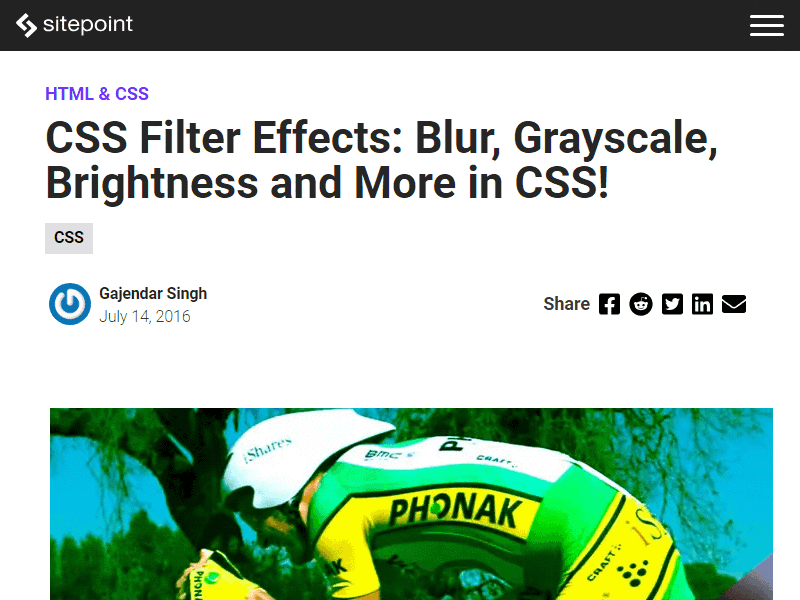 sitepoint
HTML & CSS
CSS Filter Effects: Blur, Grayscale,
Brightness and More in CSS!
CSS
Gajendar Singh
July 14, 2016
Share
iShares
BMC
CRAFT
PHONAK
CRAFT